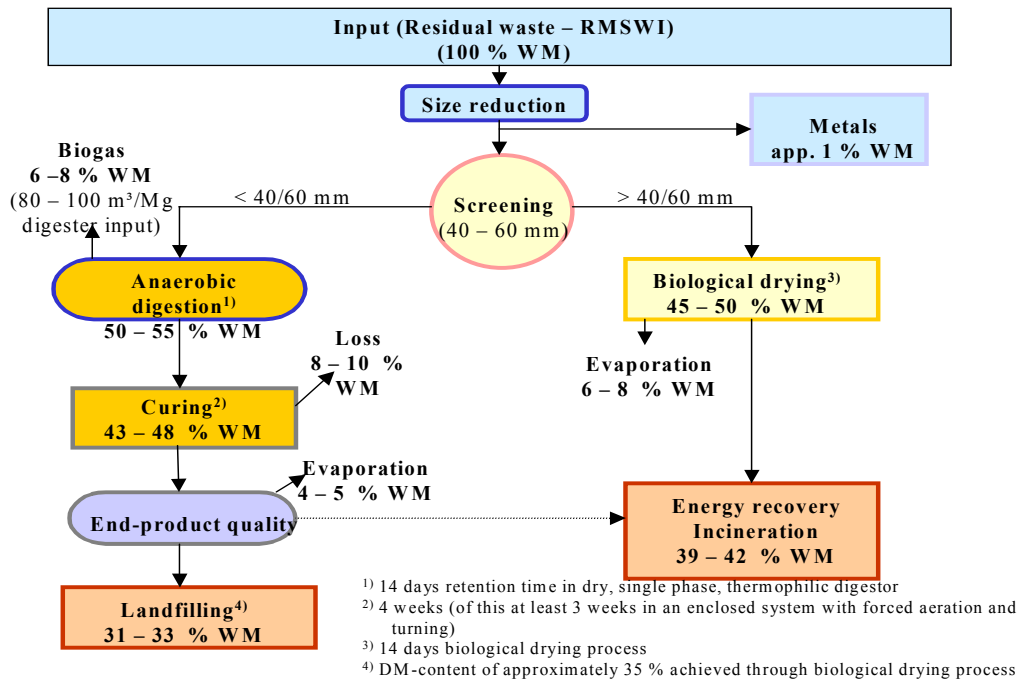 Input (Residual waste – RMSWI)
(100 % WM)
Size reduction
Metals
app. 1 % WM
Biogas
6 –8 % WM
(80 – 100 m³/Mg
digester input)
< 40/60 mm
Screening
(40 – 60 mm)
> 40/60 mm
Anaerobic
digestion¹⁾
50 – 55 % WM
Biological drying³⁾
45 – 50 % WM
Loss
8 – 10 %
WM
Evaporation
6 – 8 % WM
Curing²⁾
43 – 48 % WM
Evaporation
4 – 5 % WM
End-product quality
Energy recovery
Incineration
39 – 42 % WM
Landfilling⁴⁾
31 – 33 % WM
¹⁾ 14 days retention time in dry, single phase, thermophilic digestor
²⁾ 4 weeks (of this at least 3 weeks in an enclosed system with forced aeration and
turning)
³⁾ 14 days biological drying process
⁴⁾ DM-content of approximately 35 % achieved through biological drying process